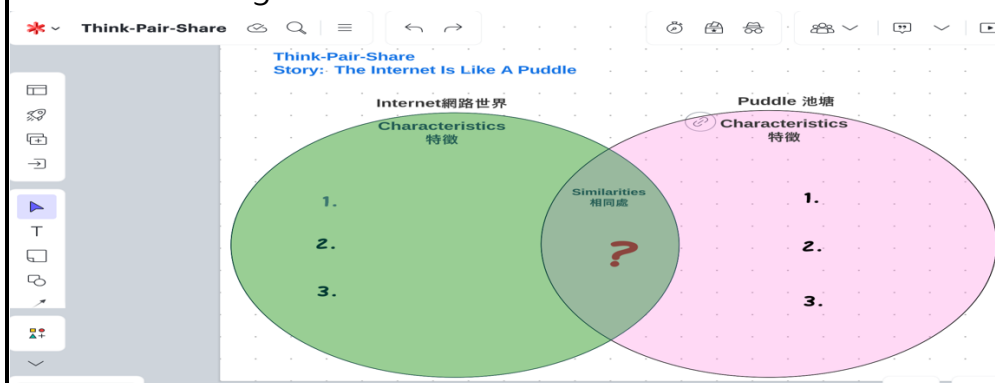 Think-Pair-Share
Think-Pair-Share
Story: The Internet Is Like A Puddle
Internet網路世界
Characteristics
特徵
1.
2.
3.
Similarities
相同處
?
Puddle 池塘
Characteristics
特徵
1.
2.
3.
T